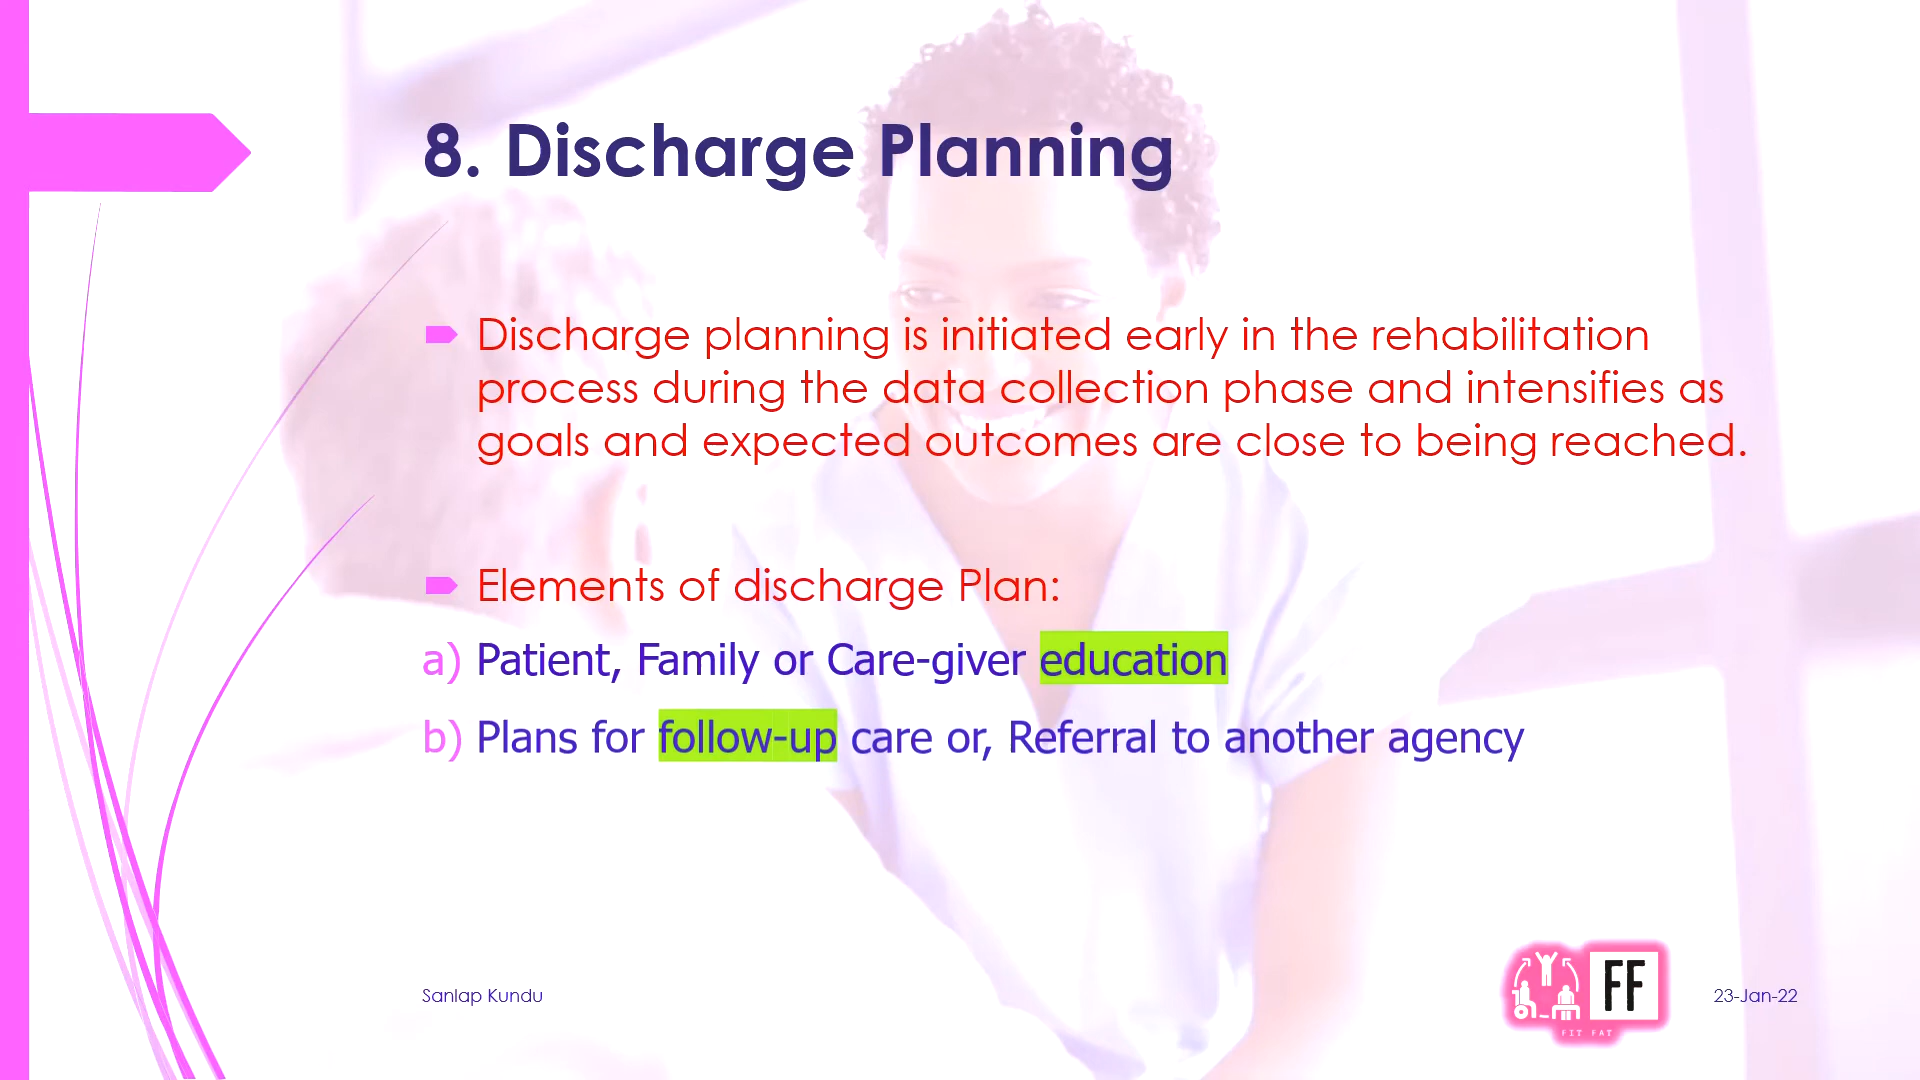 8. Discharge Planning
Discharge planning is initiated early in the rehabilitation
process during the data collection phase and intensifies as
goals and expected outcomes are close to being reached.
Elements of discharge Plan:
a) Patient, Family or Care-giver education
b) Plans for follow-up care or, Referral to another agency
Sanlap Kundu
FF
FIT FAT
23-Jan-22